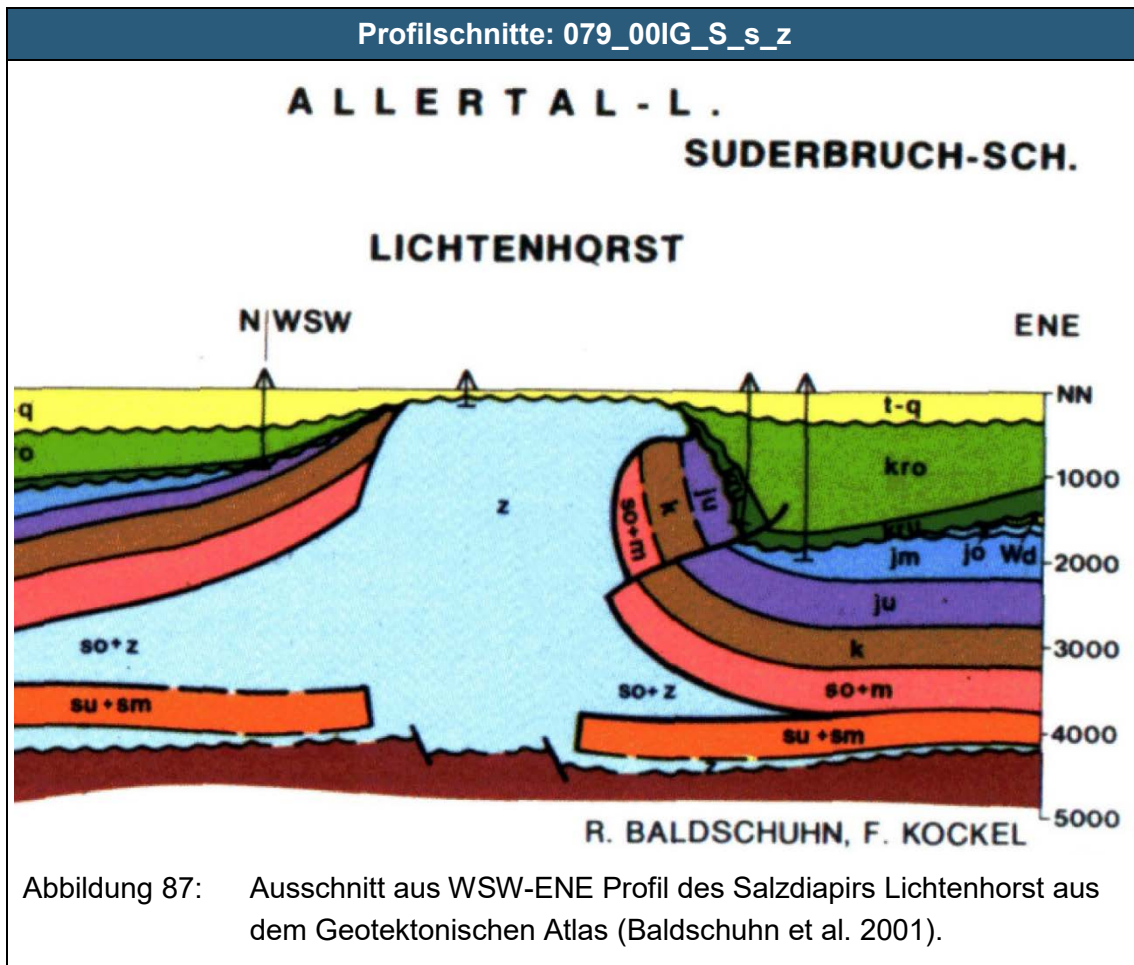 Profilschnitte: 079_00IG_S_s_z
ALLERTAL-L.
SUDERBRUCH-SCH.
LICHTENHORST
N WSW
ENE
NN
-q
t-q
ro
kro
1000
z
so+m
k
ju
kru
jm
jo
Wd
2000
ju
k
3000
so+z
so+z
so+m
su+sm
su+sm
4000
z
5000
R. BALDSCHUHN, F. KOCKEL
Abbildung 87: Ausschnitt aus WSW-ENE Profil des Salzdiapirs Lichtenhorst aus
dem Geotektonischen Atlas (Baldschuhn et al. 2001).